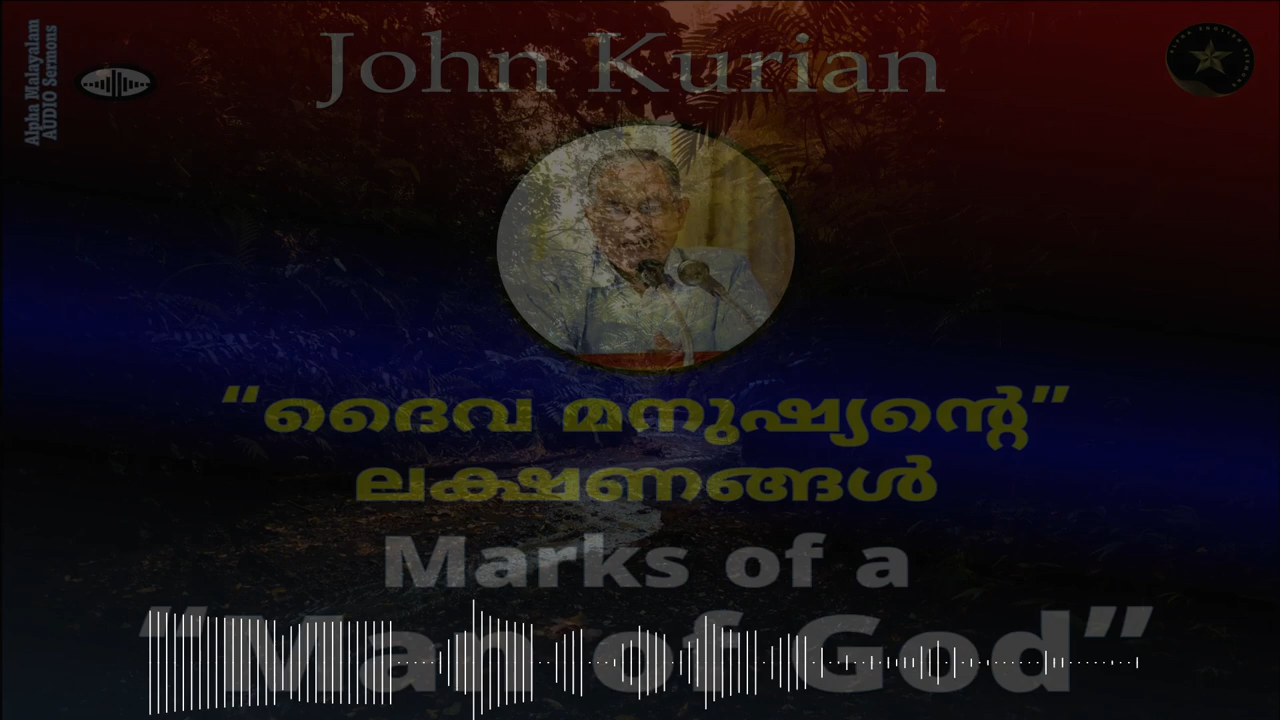 Alpha Malayalam
AUDIO Sermons
John Kurian
“ദൈവ മനുഷ്യന്റെ”
ലക്ഷണങ്ങൾ
Marks of a
“Man of God”